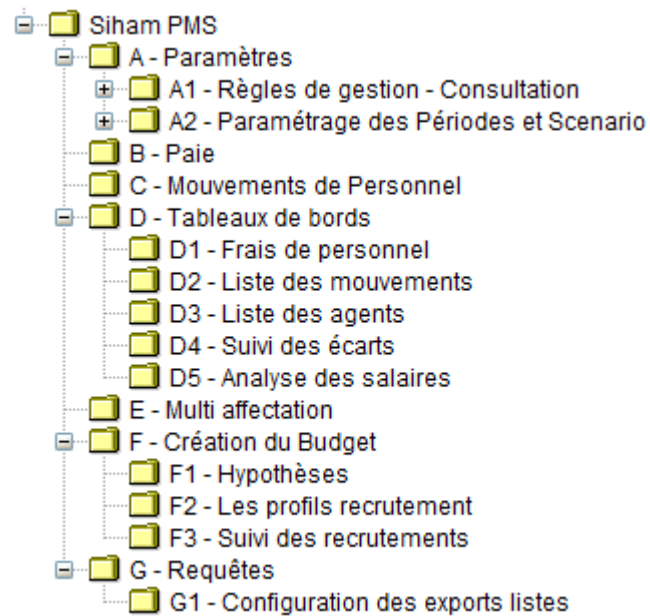 Siham PMS
A - Paramètres
A1 - Règles de gestion - Consultation
A2 - Paramétrage des Périodes et Scenario
B - Paie
C - Mouvements de Personnel
D - Tableaux de bords
D1 - Frais de personnel
D2 - Liste des mouvements
D3 - Liste des agents
D4 - Suivi des écarts
D5 - Analyse des salaires
E - Multi affectation
F - Création du Budget
F1 - Hypothèses
F2 - Les profils recrutement
F3 - Suivi des recrutements
G - Requêtes
G1 - Configuration des exports listes